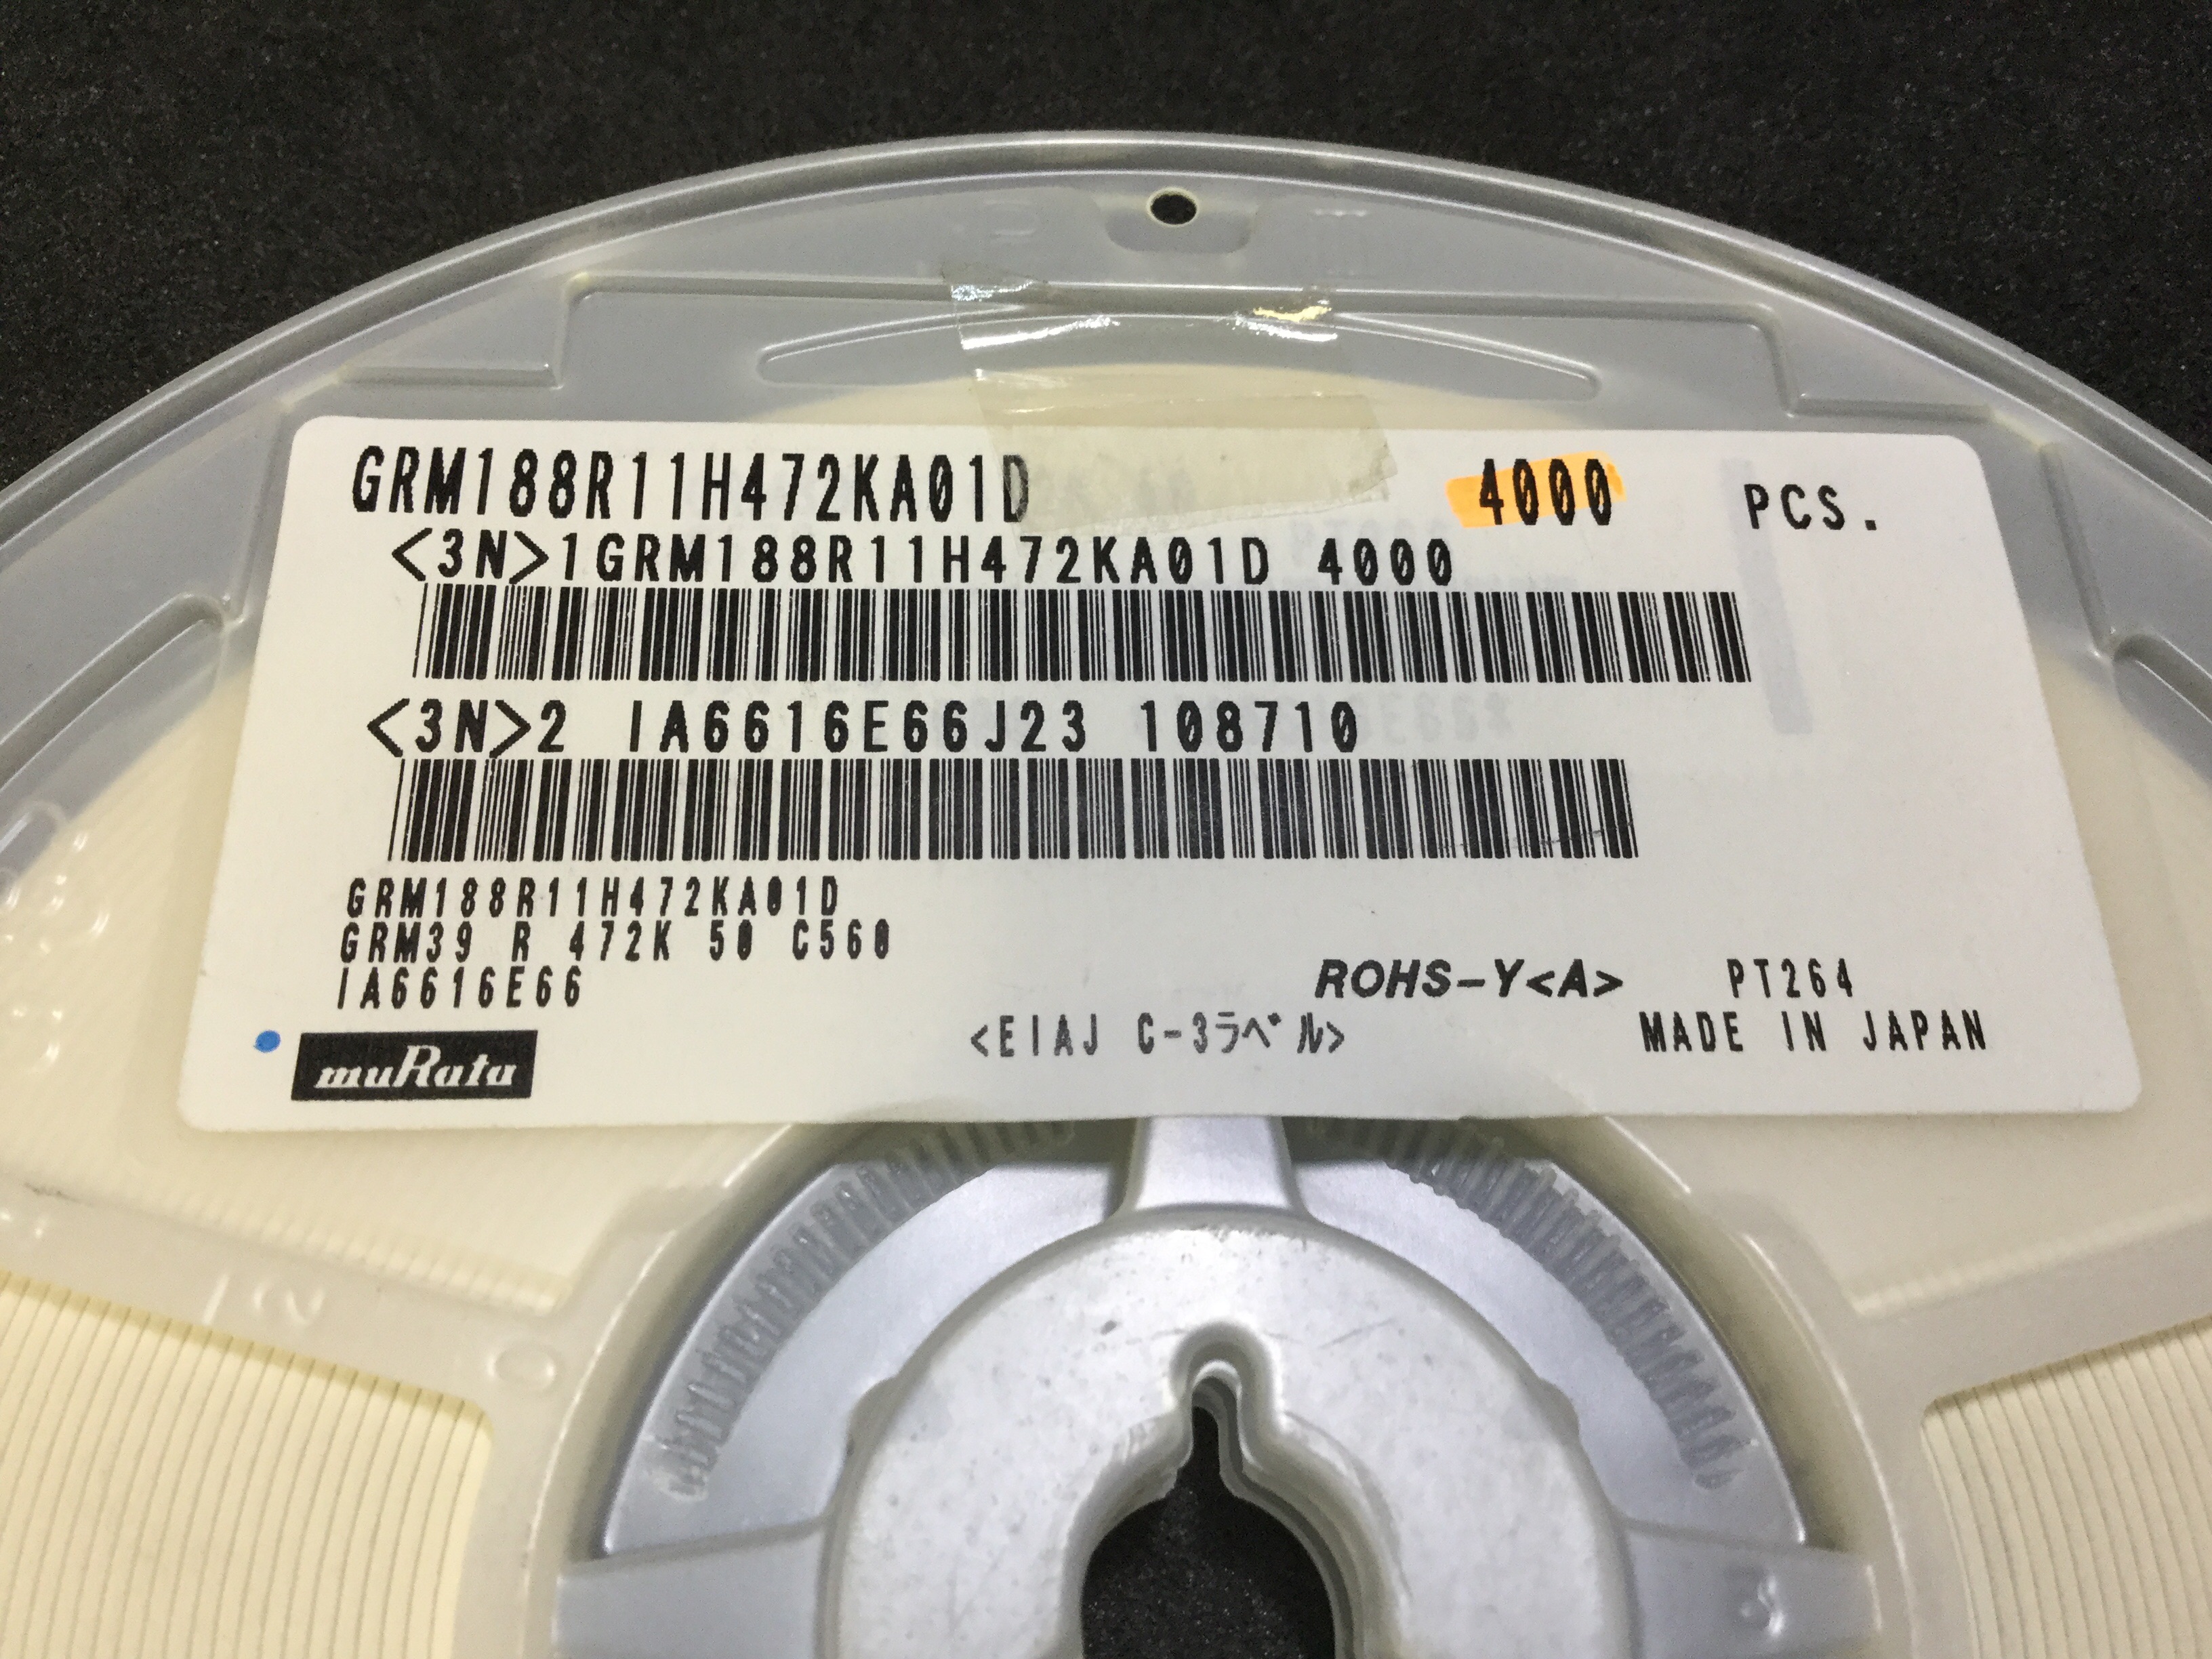 GRM188R11H472KA01D 4000 PCS.
<3N>1GRM188R11H472KA01D 4000
<3N>2 IA6616E66J23 108710
GRM188R11H472KA01D
GRM39 R 472K 50 C560
IA6616E66
ROHS-Y<A> PT264
<EIAJ C-3ラベル> MADE IN JAPAN
muRata